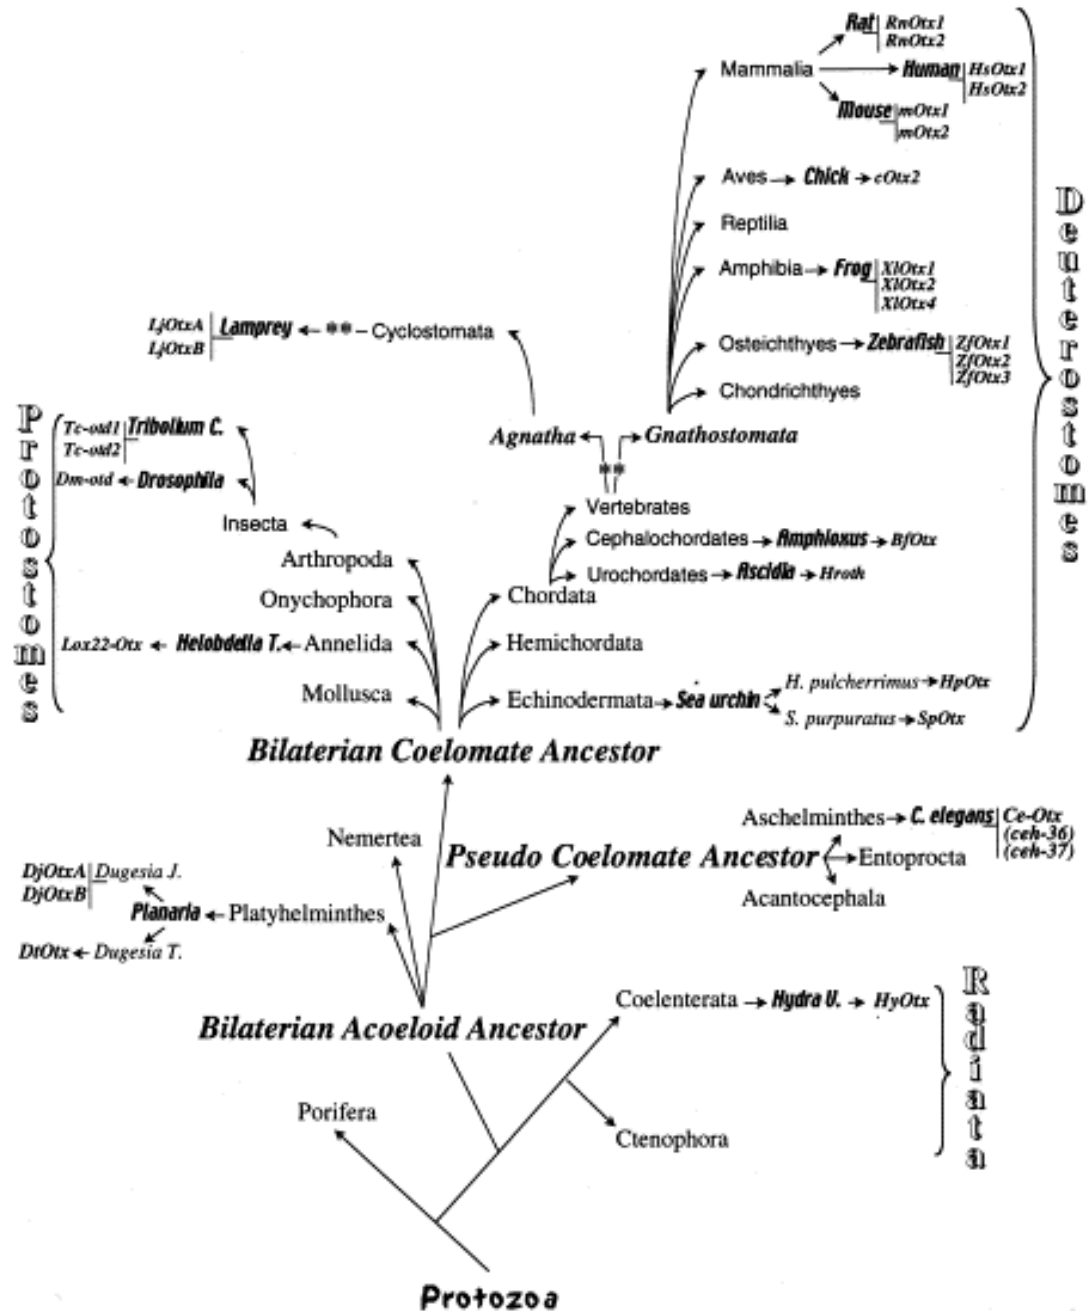 Rat RnOtx1
RnOtx2
Mammalia Human HsOtx1
HsOtx2
Mouse mOtx1
mOtx2
Aves Chick cOtx2
Reptilia
Amphibia Frog XlOtx1
XlOtx2
XlOtx4
LjOtxA Lamprey ** Cyclostomata
LjOtxB
Osteichthyes Zebrafish ZfOtx1
ZfOtx2
ZfOtx3
Chondrichthyes
Deuterostomes
Agnatha Gnathostomata
**
Protostomes
Tc-otd1 Tribolium C.
Tc-otd2
Dm-otd Drosophila
Insecta
Arthropoda
Onychophora
Lox22-Otx Helobdella T. Annelida
Mollusca
Vertebrates
Cephalochordates Amphioxus BfOtx
Urochordates Ascidia Hroth
Chordata
Hemichordata
Echinodermata Sea urchin H. pulcherrimus HpOtx
S. purpuratus SpOtx
Bilaterian Coelomate Ancestor
Nemertea
Aschelminthes C. elegans Ce-Otx
(ceh-36)
(ceh-37)
Pseudo Coelomate Ancestor Entoprocta
Acantocephala
DjOtxA Dugesia J.
DjOtxB
Planaria Platyhelminthes
DtOtx Dugesia T.
Bilaterian Acoeloid Ancestor
Coelenterata Hydra V. HyOtx
Radiata
Porifera
Ctenophora
Protozoa